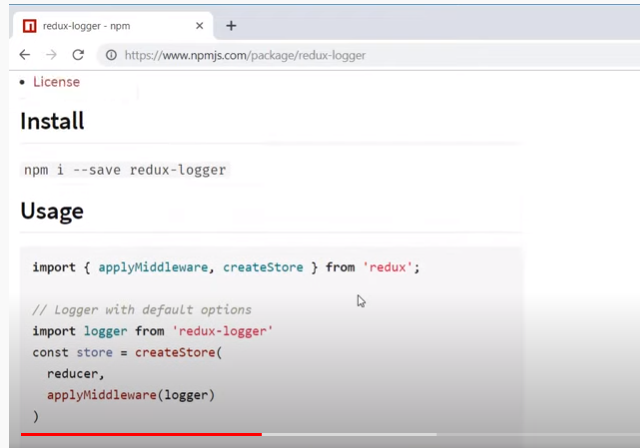 redux-logger - npm
https://www.npmjs.com/package/redux-logger
License
Install
npm i --save redux-logger
Usage
import { applyMiddleware, createStore } from 'redux';
// Logger with default options
import logger from 'redux-logger'
const store = createStore(
reducer,
applyMiddleware(logger)
)